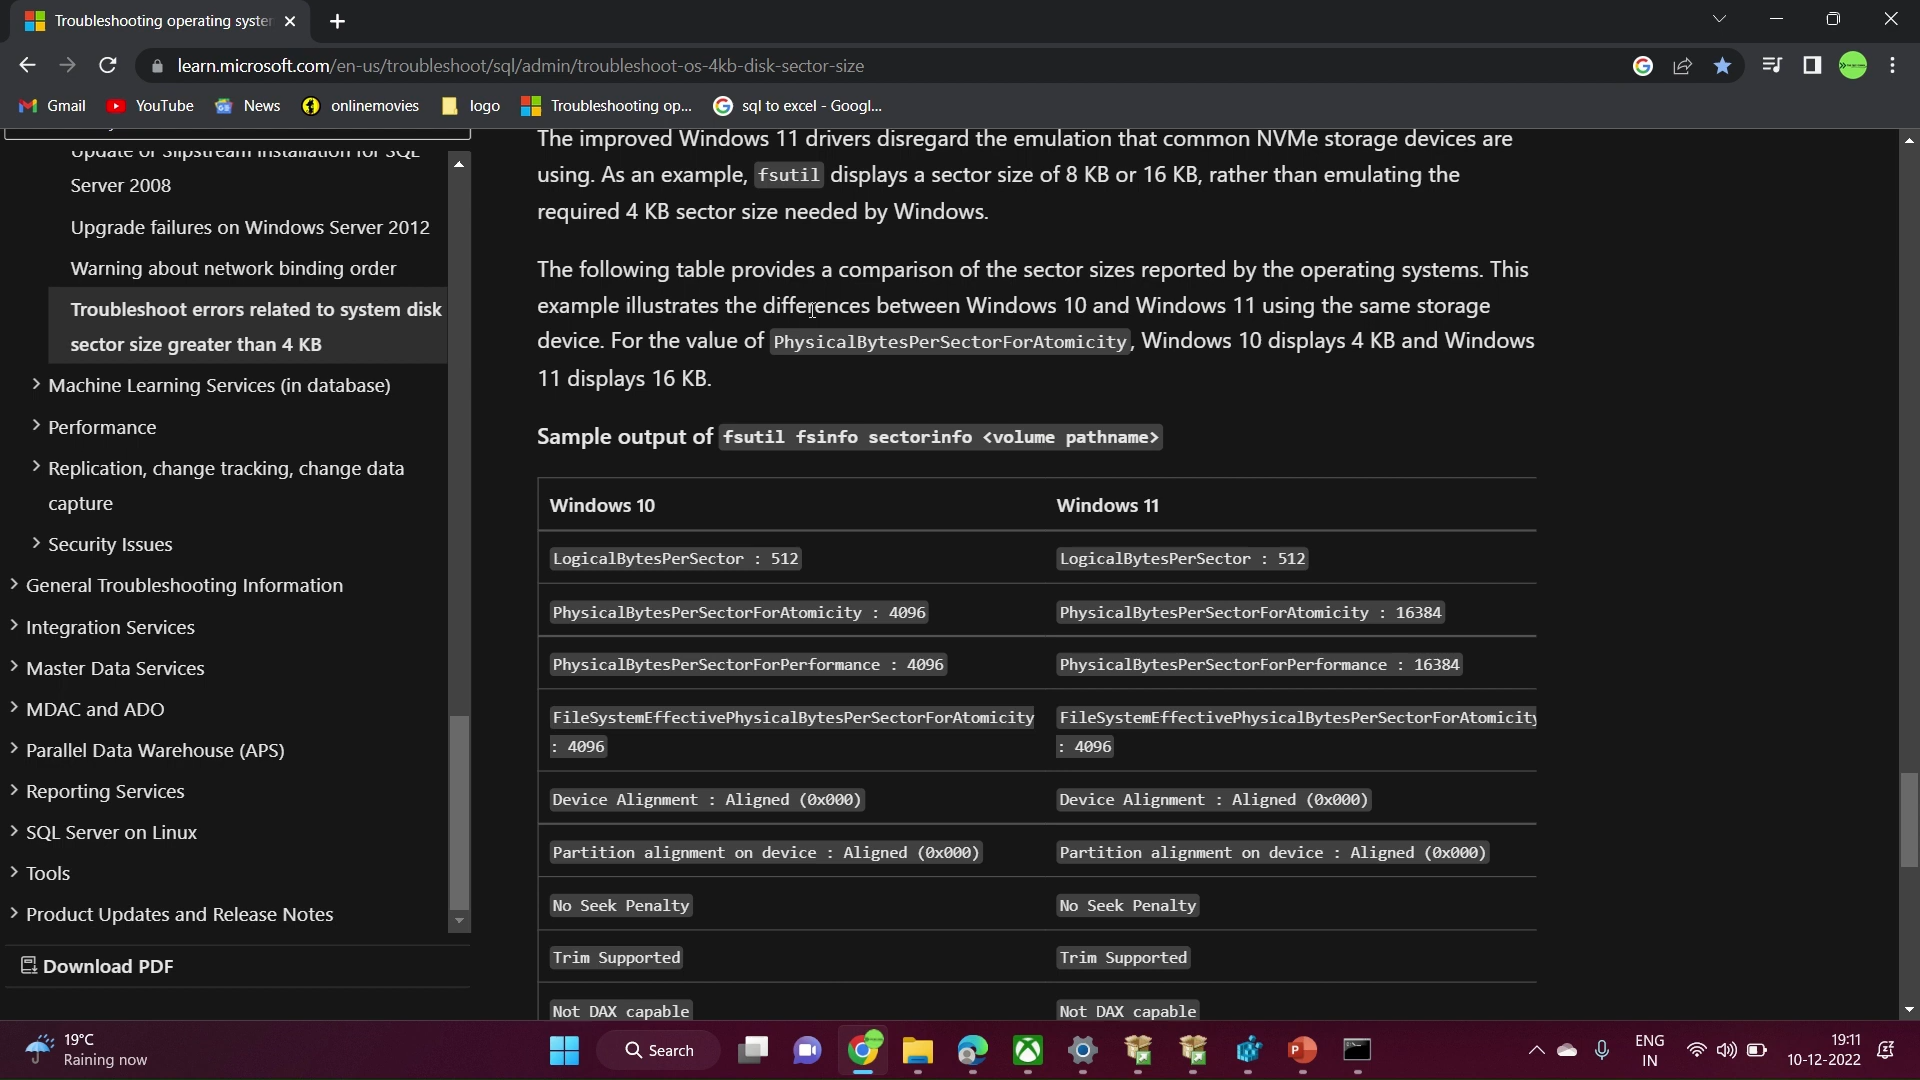 Troubleshooting operating syste
learn.microsoft.com/en-us/troubleshoot/sql/admin/troubleshoot-os-4kb-disk-sector-size
Gmail YouTube News onlinemovies logo Troubleshooting op... sql to excel - Googl...
Update or Slipstream installation for SQL
Server 2008
Upgrade failures on Windows Server 2012
Warning about network binding order
Troubleshoot errors related to system disk
sector size greater than 4 KB
Machine Learning Services (in database)
Performance
Replication, change tracking, change data
capture
Security Issues
General Troubleshooting Information
Integration Services
Master Data Services
MDAC and ADO
Parallel Data Warehouse (APS)
Reporting Services
SQL Server on Linux
Tools
Product Updates and Release Notes
Download PDF
The improved Windows 11 drivers disregard the emulation that common NVMe storage devices are
using. As an example, fsutil displays a sector size of 8 KB or 16 KB, rather than emulating the
required 4 KB sector size needed by Windows.
The following table provides a comparison of the sector sizes reported by the operating systems. This
example illustrates the differences between Windows 10 and Windows 11 using the same storage
device. For the value of PhysicalBytesPerSectorForAtomicity, Windows 10 displays 4 KB and Windows
11 displays 16 KB.
Sample output of fsutil fsinfo sectorinfo <volume pathname>
Windows 10 Windows 11
LogicalBytesPerSector : 512 LogicalBytesPerSector : 512
PhysicalBytesPerSectorForAtomicity : 4096 PhysicalBytesPerSectorForAtomicity : 16384
PhysicalBytesPerSectorForPerformance : 4096 PhysicalBytesPerSectorForPerformance : 16384
FileSystemEffectivePhysicalBytesPerSectorForAtomicity FileSystemEffectivePhysicalBytesPerSectorForAtomicity
: 4096 : 4096
Device Alignment : Aligned (0x000) Device Alignment : Aligned (0x000)
Partition alignment on device : Aligned (0x000) Partition alignment on device : Aligned (0x000)
No Seek Penalty No Seek Penalty
Trim Supported Trim Supported
Not DAX capable Not DAX capable
19°C
Raining now
Search
ENG
IN
19:11
10-12-2022